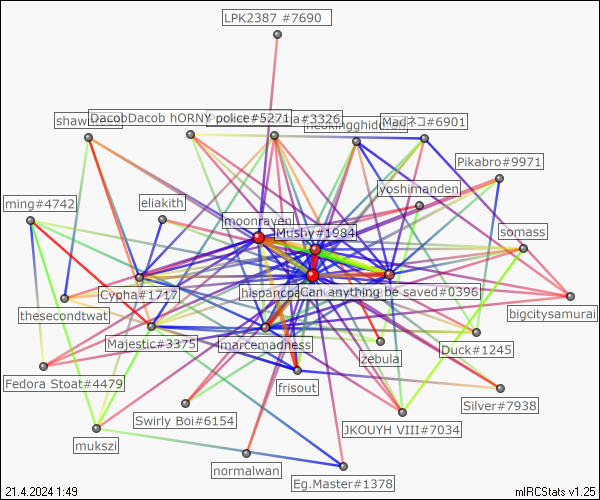 LPK2387 #7690
DacobDacob hORNY police#5271
#3326
Madネコ#6901
Pikabro#9971
yoshimanden
eliakith
ming#4742
moonraven
Mushy#1984
somass
Cypha#1717
Can anything be saved#0396
thesecondtwat
bigcitysamurai
Majestic#3375
marcemadness
zebula
Duck#1245
Fedora Stoat#4479
frisout
Silver#7938
Swirly Boi#6154
JKOUYH VIII#7034
mukszi
normalwan
Eg.Master#1378
21.4.2024 1:49
mIRCStats v1.25